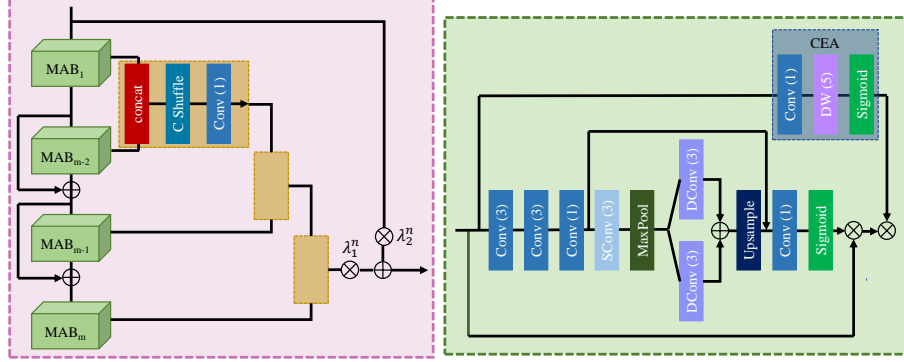 MAB₁
MABₘ₋₂
MABₘ₋₁
MABₘ
concat
C Shuffle
Conv (1)
λ₁ⁿ
λ₂ⁿ
CEA
Conv (1)
DW (5)
Sigmoid
Conv (3)
Conv (3)
Conv (1)
SConv (3)
MaxPool
DConv (3)
DConv (3)
Upsample
Conv (1)
Sigmoid